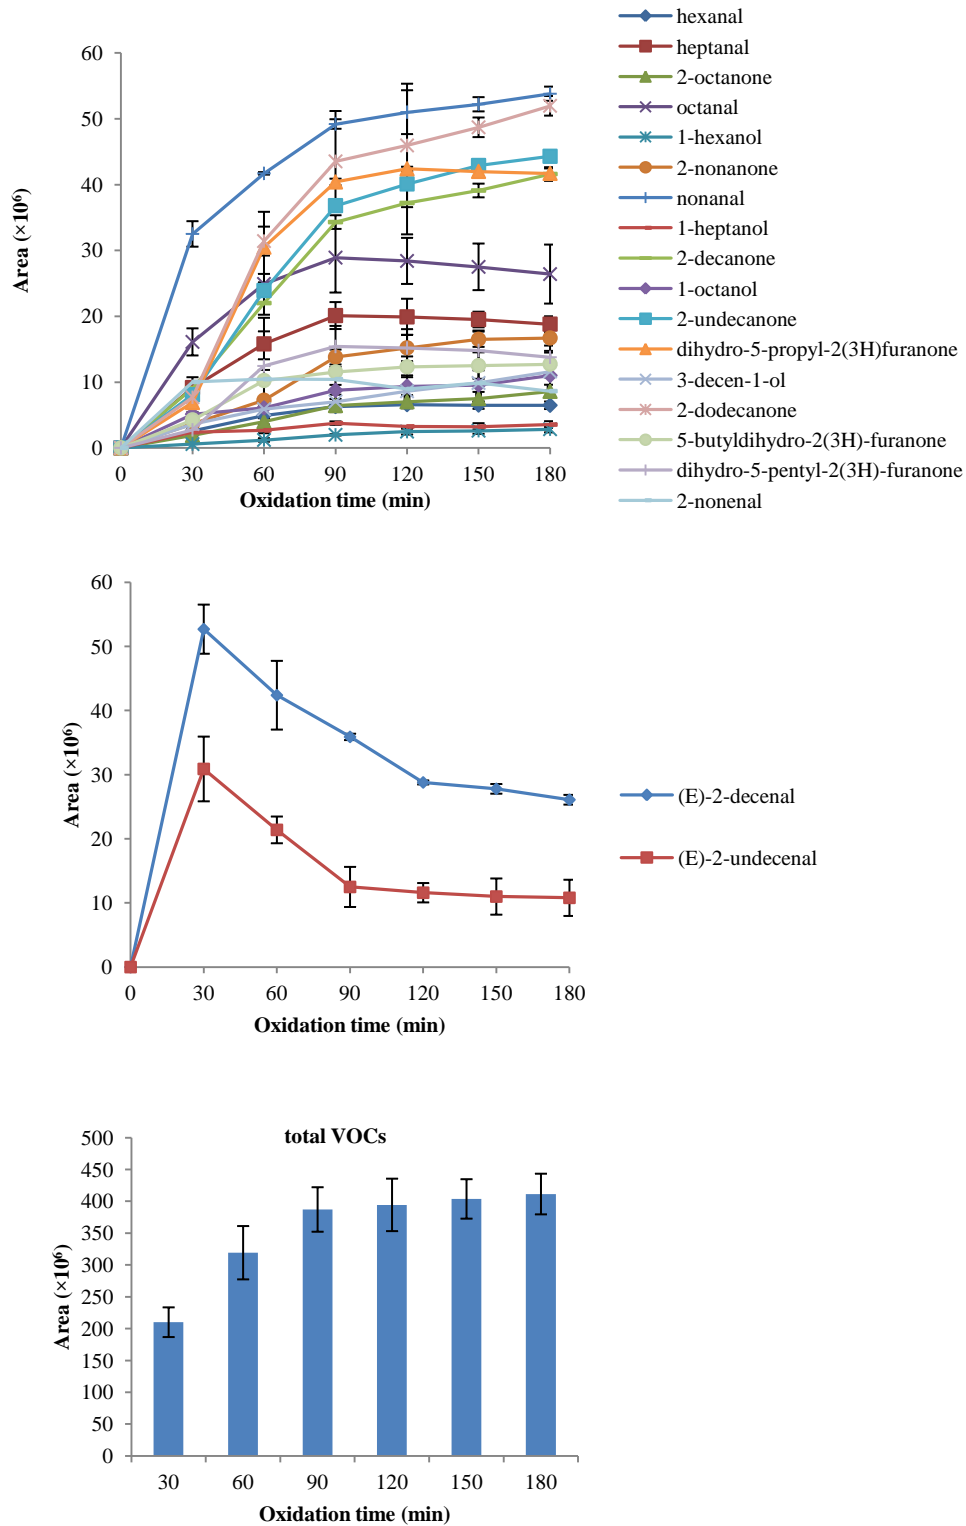 hexanal
heptanal
2-octanone
octanal
1-hexanol
2-nonanone
nonanal
1-heptanol
2-decanone
1-octanol
2-undecanone
dihydro-5-propyl-2(3H)furanone
3-decen-1-ol
2-dodecanone
5-butyldihydro-2(3H)-furanone
dihydro-5-pentyl-2(3H)-furanone
2-nonenal
60
50
40
30
20
10
0
Area (×10⁶)
0 30 60 90 120 150 180
Oxidation time (min)
60
50
40
30
20
10
0
Area (×10⁶)
0 30 60 90 120 150 180
Oxidation time (min)
(E)-2-decenal
(E)-2-undecenal
total VOCs
500
450
400
350
300
250
200
150
100
50
0
Area (×10⁶)
30 60 90 120 150 180
Oxidation time (min)